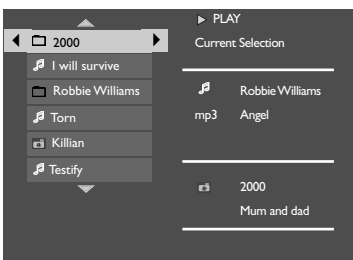 2000
I will survive
Robbie Williams
Torn
Killian
Testify
PLAY
Current Selection
Robbie Williams
mp3 Angel
2000
Mum and dad